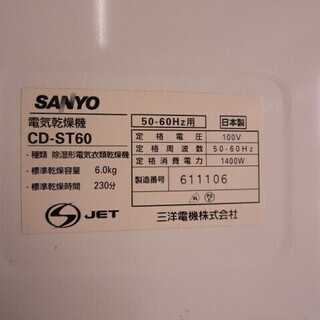 SANYO
電気乾燥機
CD-ST60
・種類 除湿形電気衣類乾燥機
・標準乾燥容量 6.0kg
・標準乾燥時間 230分
50-60Hz用 日本製
定格電圧 100V
定格周波数 50-60Hz
定格消費電力 1400W
製造番号 611106
JET
三洋電機株式会社